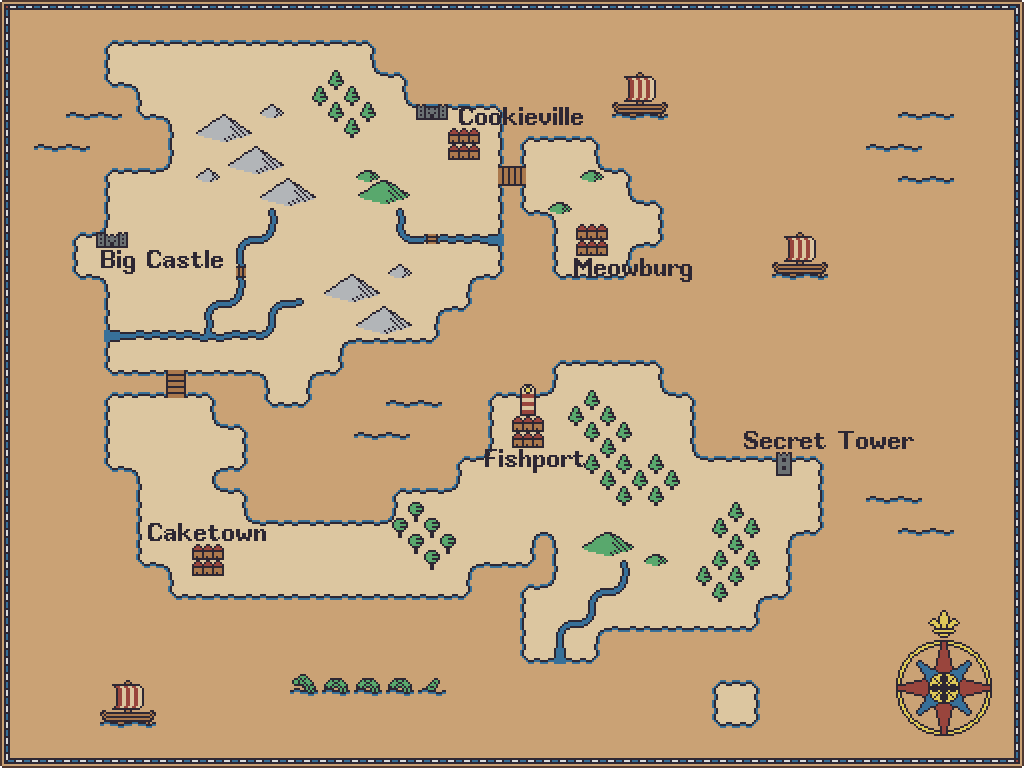 Cookieville
Big Castle
Meowburg
Secret Tower
Fishport
Caketown